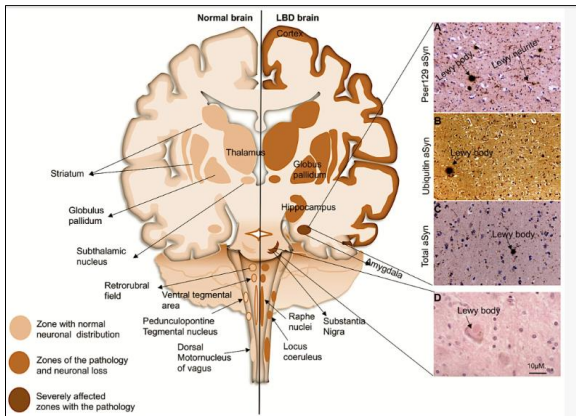 Normal brain
LBD brain
Cortex
Thalamus
Striatum
Globus
pallidum
Globulus
pallidum
Hippocampus
Subthalamic
nucleus
Amygdala
Retrorubral
field
Ventral tegmental
area
Pedunculopontine
Tegmental nucleus
Raphe
nuclei
Substantia
Nigra
Dorsal
Motornucleus
of vagus
Locus
coeruleus
Zone with normal
neuronal distribution
Zones of the pathology
and neuronal loss
Severely affected
zones with the pathology
A
Pser129 aSyn
Lewy body
Lewy neurite
B
Ubiquitin aSyn
Lewy body
C
Total aSyn
Lewy body
D
Lewy body
10µM